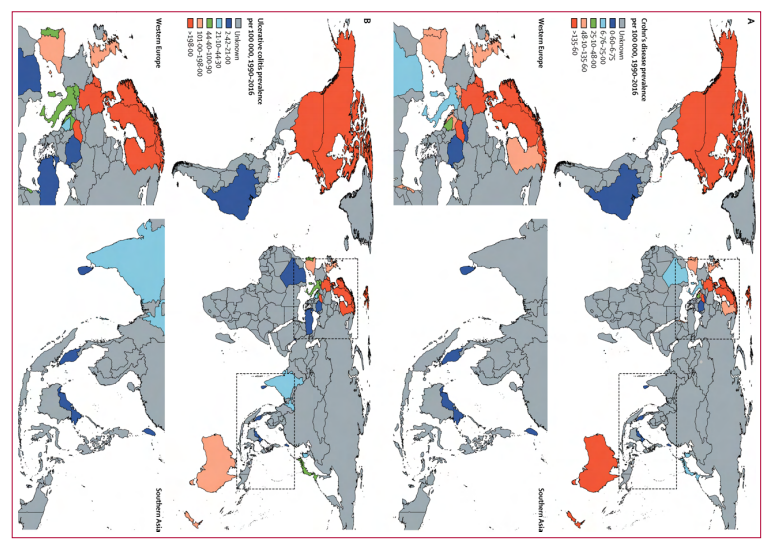 A
Crohn's disease prevalence
per 100 000, 1990–2016
Unknown
0·60–6·75
6·76–25·00
25·10–48·00
48·10–135·60
>135·60
Western Europe
Southern Asia
B
Ulcerative colitis prevalence
per 100 000, 1990–2016
Unknown
2·42–21·00
21·10–44·30
44·40–100·90
101·00–198·00
>198·00
Western Europe
Southern Asia